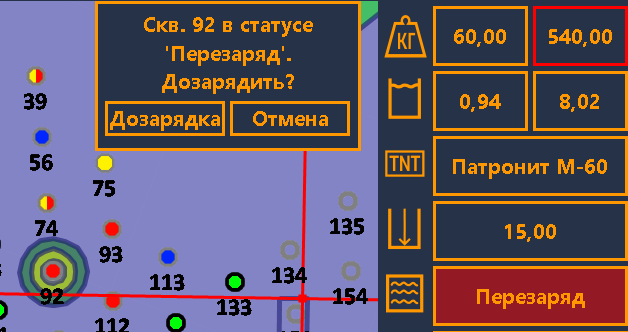 Скв. 92 в статусе
'Перезаряд'.
Дозарядить?
Дозарядка Отмена
КГ 60,00 540,00
0,94 8,02
TNT Патронит М-60
15,00
Перезаряд
39
56
75
74
93
92
113
112
133
134
135
154